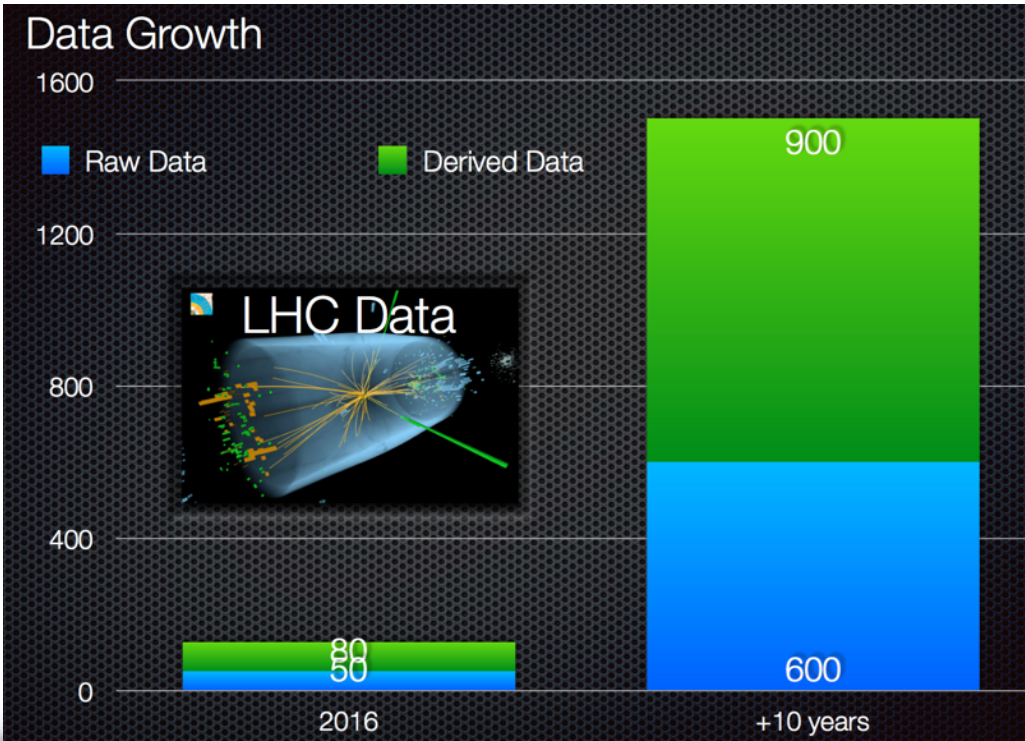 Data Growth
1600
Raw Data
Derived Data
900
1200
LHC Data
800
400
80
50
600
0
2016
+10 years